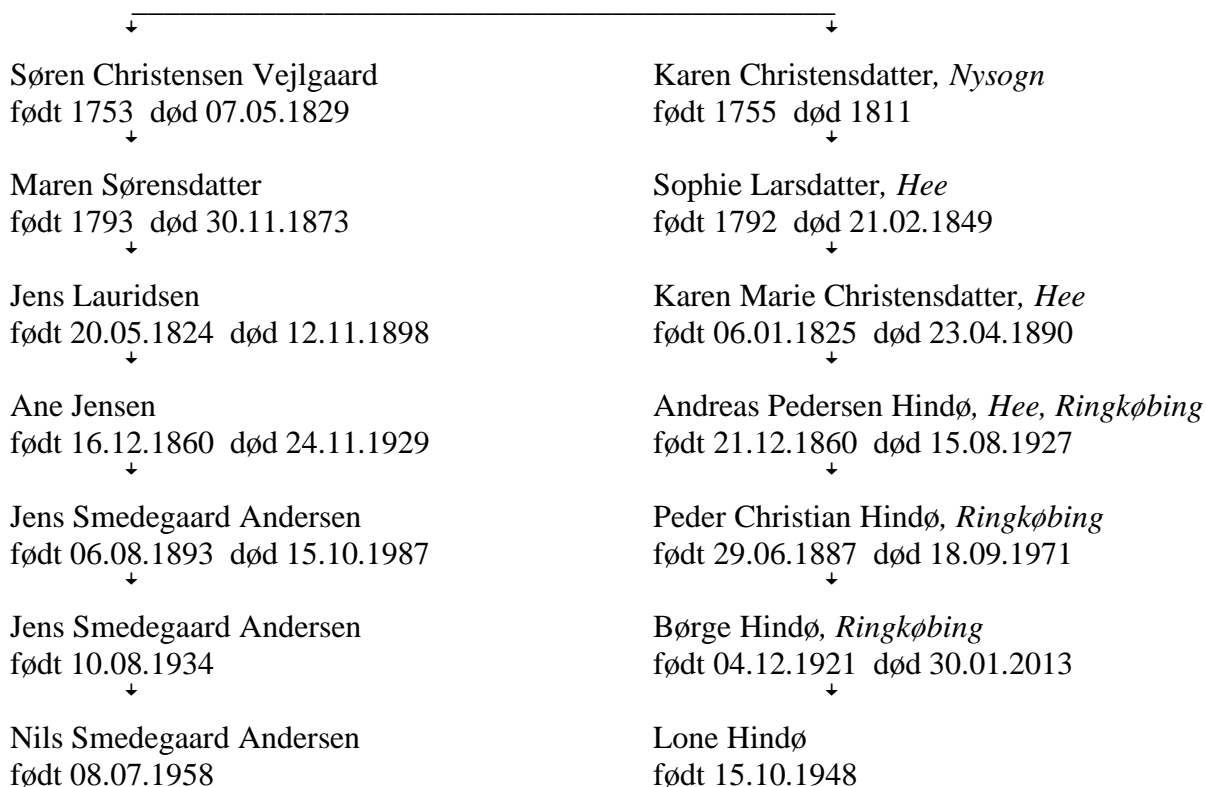 Søren Christensen Vejlgaard
født 1753 død 07.05.1829
Maren Sørensdatter
født 1793 død 30.11.1873
Jens Lauridsen
født 20.05.1824 død 12.11.1898
Ane Jensen
født 16.12.1860 død 24.11.1929
Jens Smedegaard Andersen
født 06.08.1893 død 15.10.1987
Jens Smedegaard Andersen
født 10.08.1934
Nils Smedegaard Andersen
født 08.07.1958
Karen Christensdatter, Nysogn
født 1755 død 1811
Sophie Larsdatter, Hee
født 1792 død 21.02.1849
Karen Marie Christensdatter, Hee
født 06.01.1825 død 23.04.1890
Andreas Pedersen Hindø, Hee, Ringkøbing
født 21.12.1860 død 15.08.1927
Peder Christian Hindø, Ringkøbing
født 29.06.1887 død 18.09.1971
Børge Hindø, Ringkøbing
født 04.12.1921 død 30.01.2013
Lone Hindø
født 15.10.1948